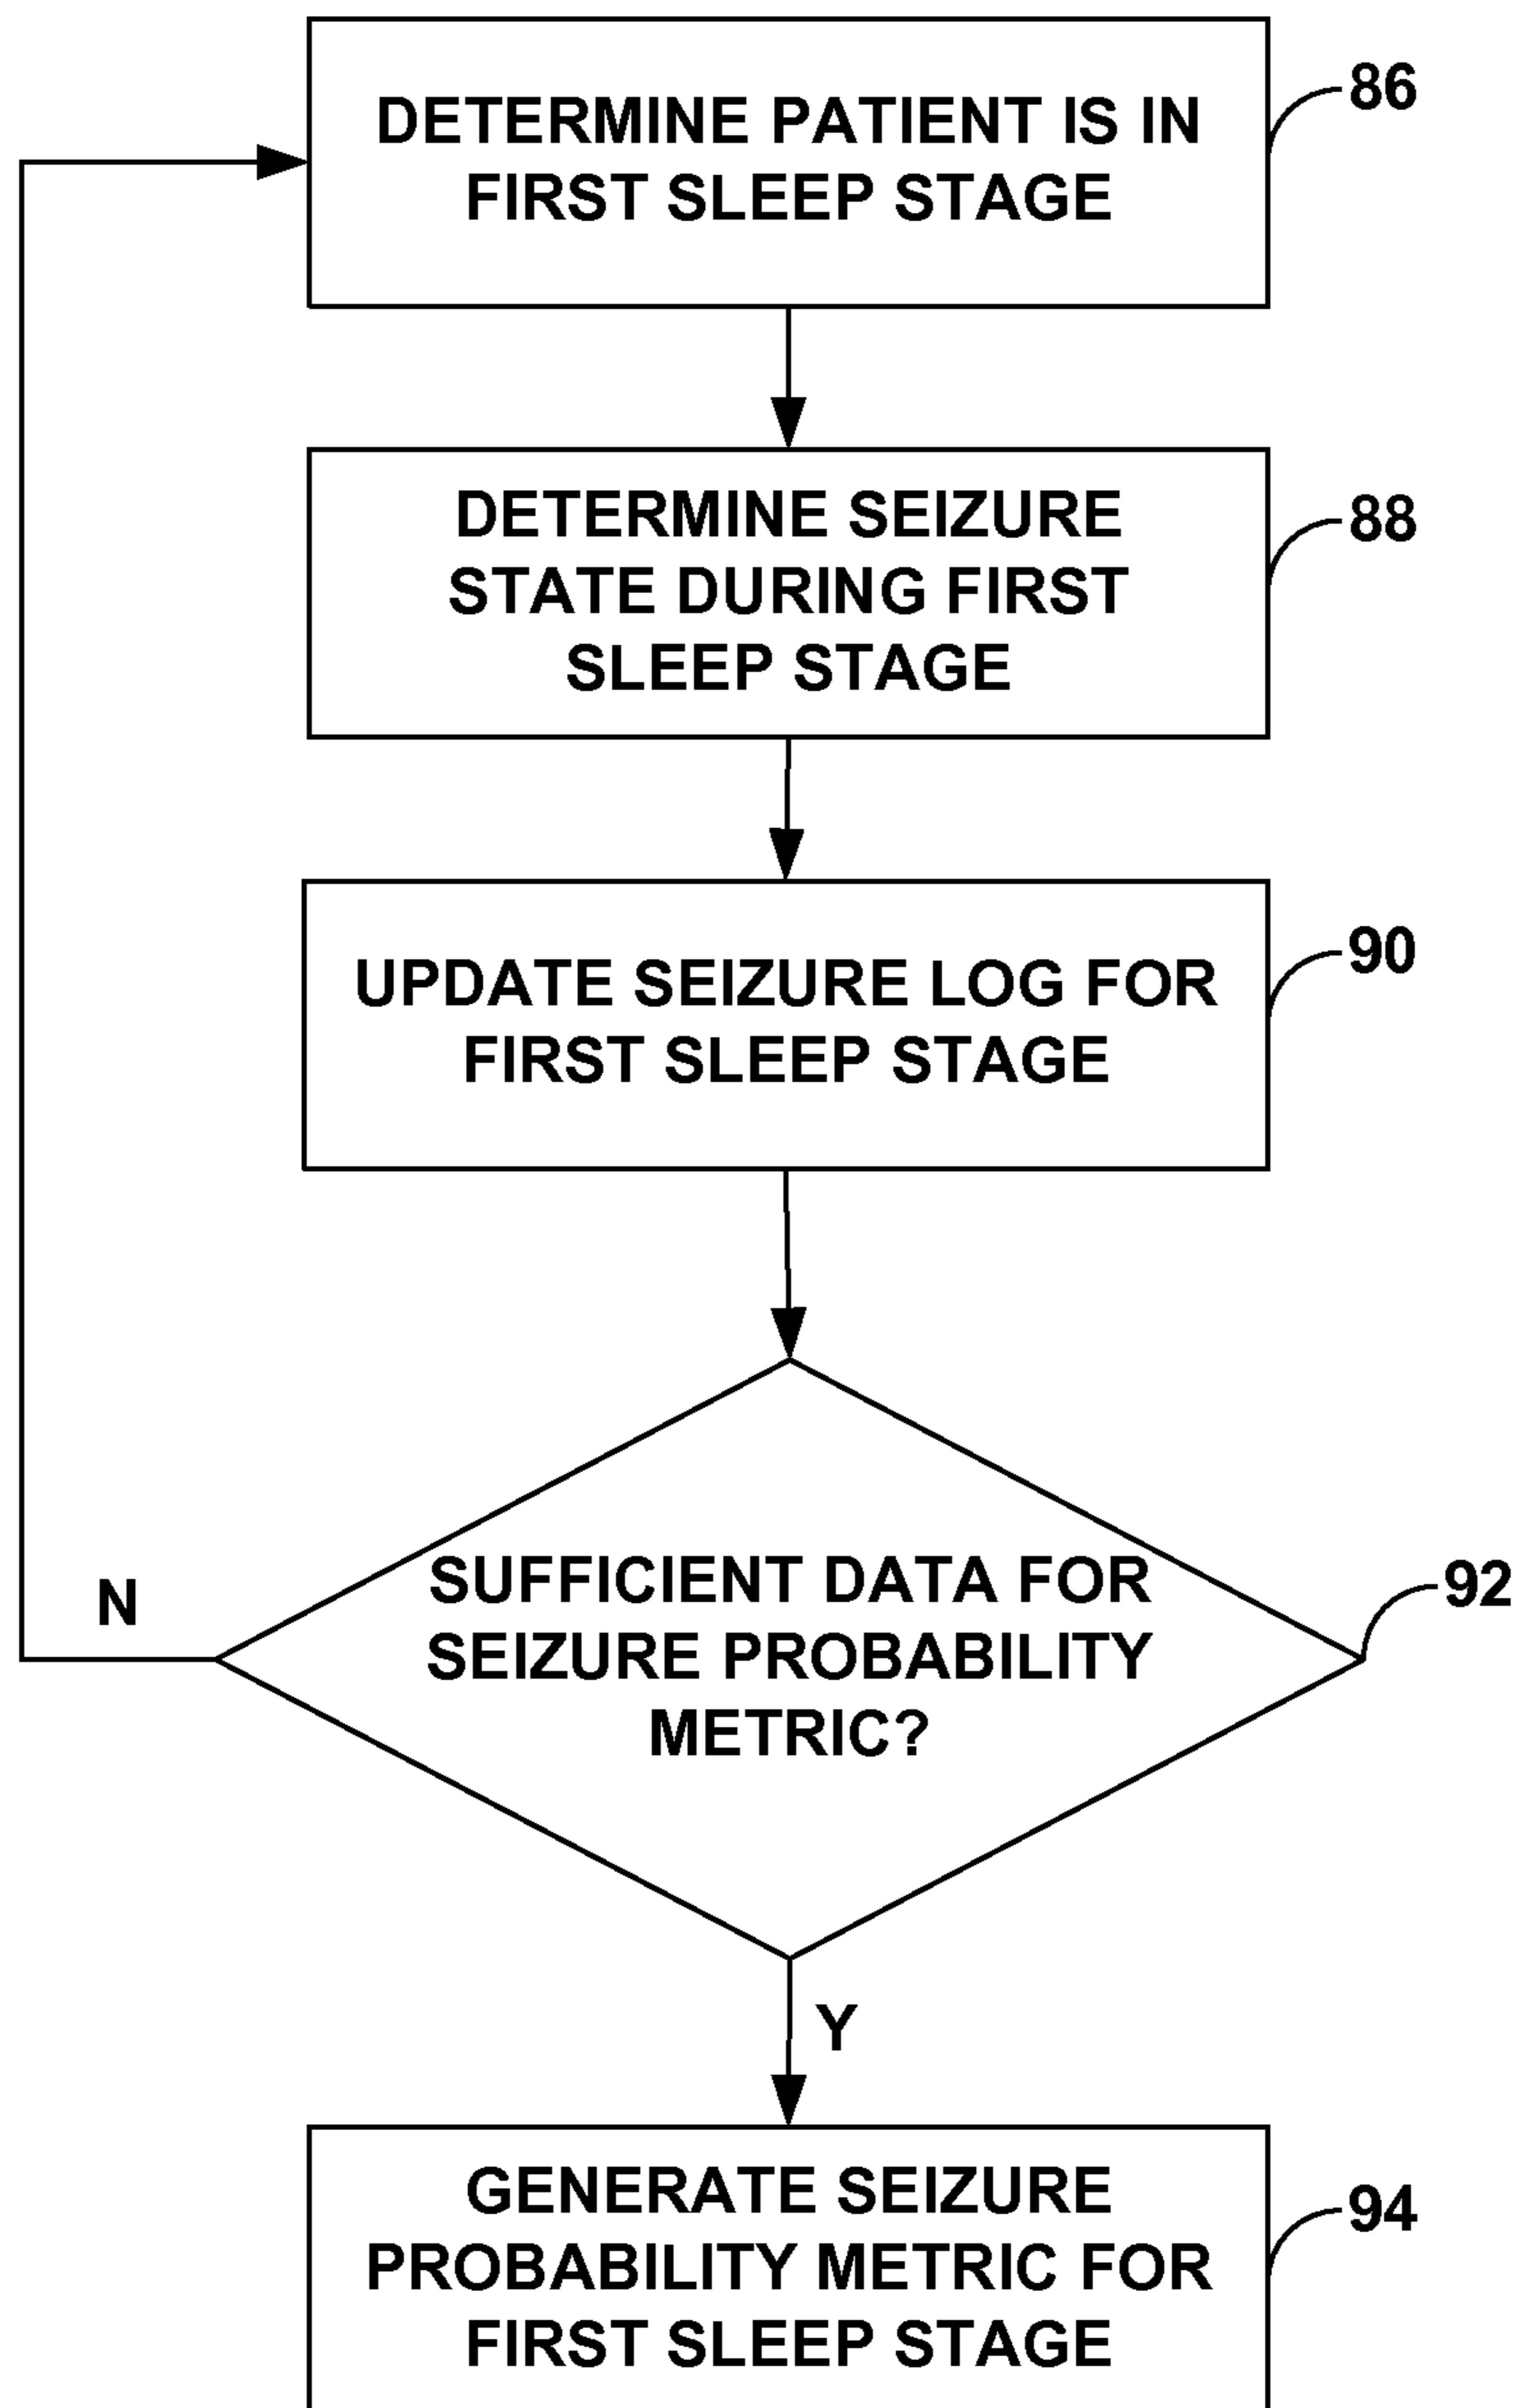 DETERMINE PATIENT IS IN
FIRST SLEEP STAGE
86
DETERMINE SEIZURE
STATE DURING FIRST
SLEEP STAGE
88
UPDATE SEIZURE LOG FOR
FIRST SLEEP STAGE
90
SUFFICIENT DATA FOR
SEIZURE PROBABILITY
METRIC?
92
N
Y
GENERATE SEIZURE
PROBABILITY METRIC FOR
FIRST SLEEP STAGE
94